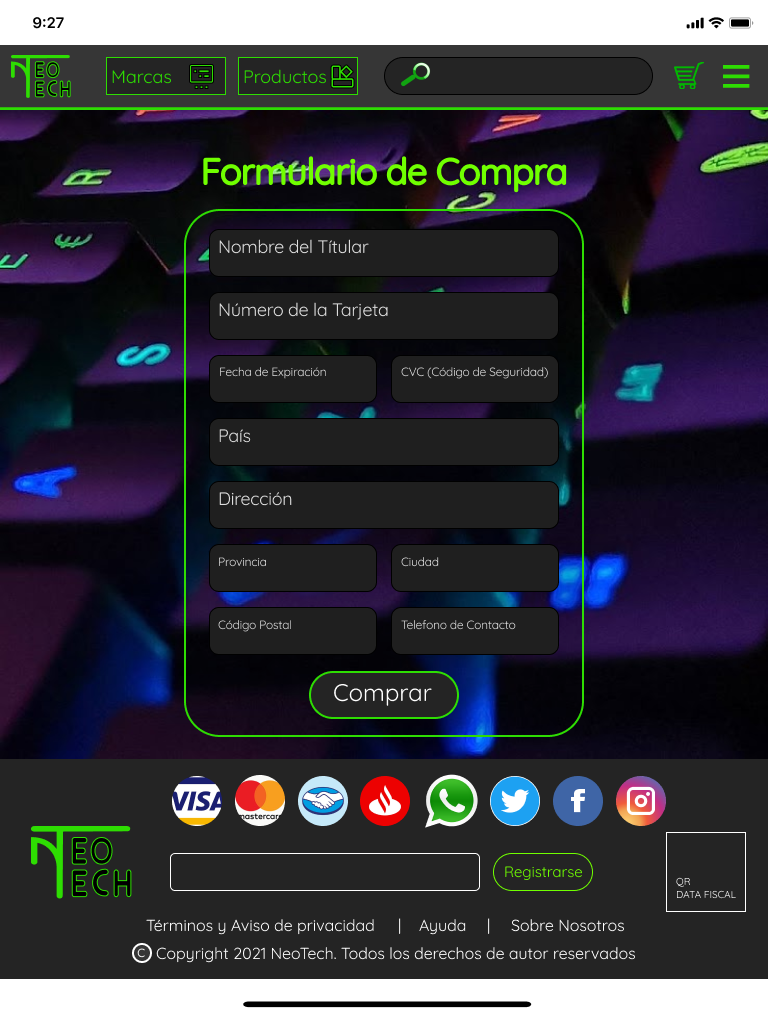 9:27
NEO
TECH
Marcas
Productos
Formulario de Compra
Nombre del Títular
Número de la Tarjeta
Fecha de Expiración
CVC (Código de Seguridad)
País
Dirección
Provincia
Ciudad
Código Postal
Telefono de Contacto
Comprar
VISA
mastercard
NEO
TECH
Registrarse
QR
DATA FISCAL
Términos y Aviso de privacidad | Ayuda | Sobre Nosotros
© Copyright 2021 NeoTech. Todos los derechos de autor reservados